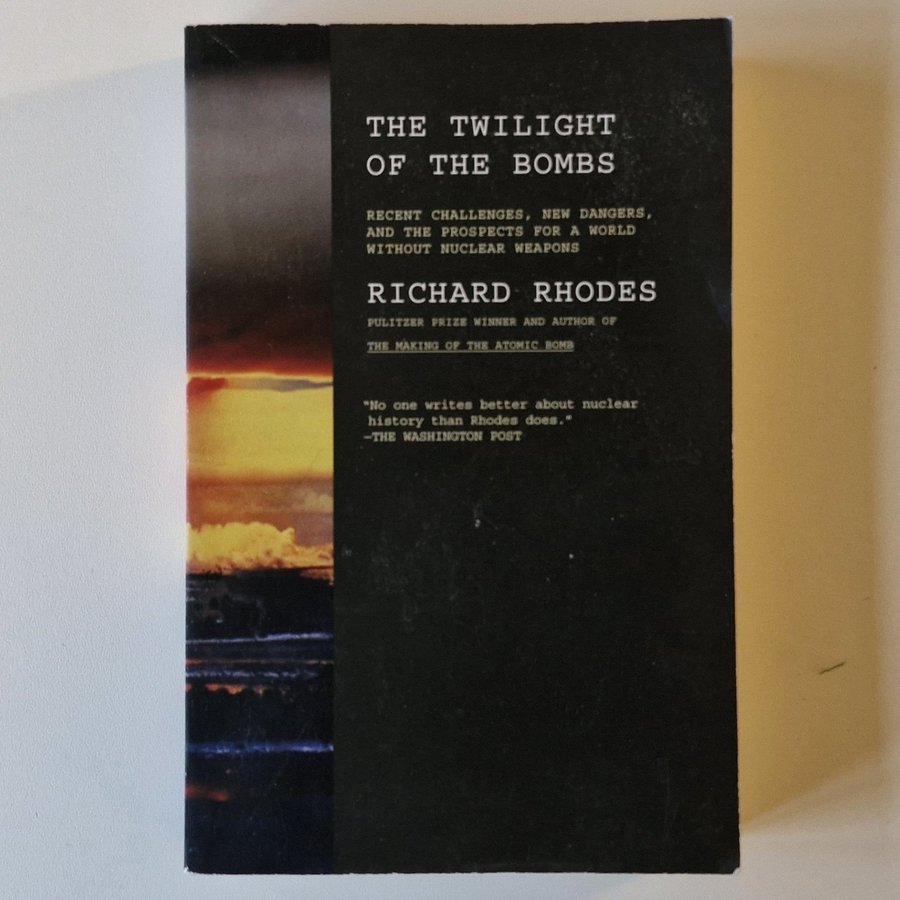 THE TWILIGHT
OF THE BOMBS
RECENT CHALLENGES, NEW DANGERS,
AND THE PROSPECTS FOR A WORLD
WITHOUT NUCLEAR WEAPONS
RICHARD RHODES
PULITZER PRIZE WINNER AND AUTHOR OF
THE MAKING OF THE ATOMIC BOMB
"No one writes better about nuclear
history than Rhodes does."
—THE WASHINGTON POST